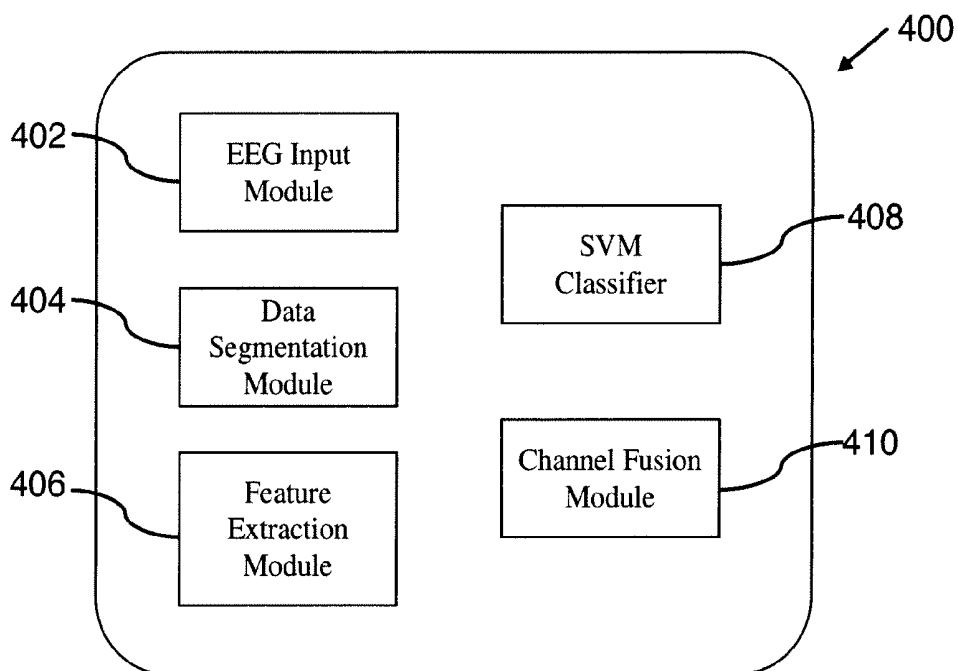 400
402
EEG Input
Module
404
Data
Segmentation
Module
406
Feature
Extraction
Module
SVM
Classifier
408
Channel Fusion
Module
410